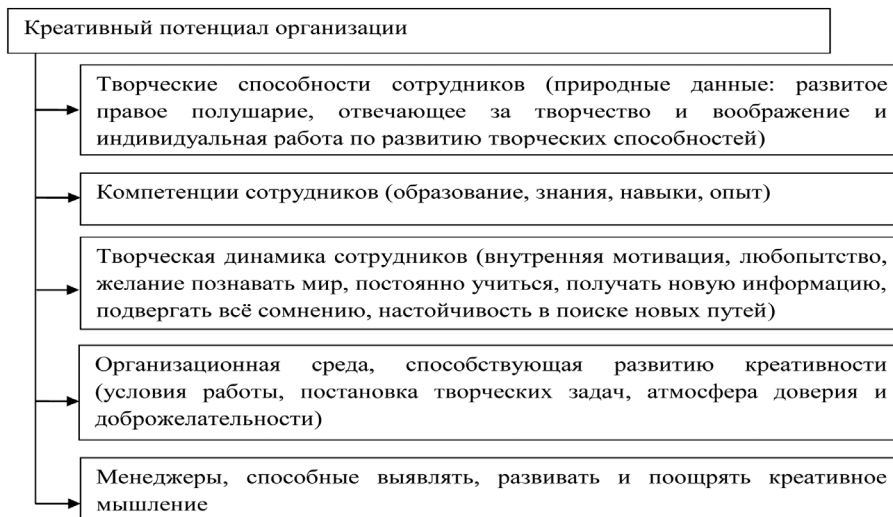 Креативный потенциал организации
Творческие способности сотрудников (природные данные: развитое
правое полушарие, отвечающее за творчество и воображение и
индивидуальная работа по развитию творческих способностей)
Компетенции сотрудников (образование, знания, навыки, опыт)
Творческая динамика сотрудников (внутренняя мотивация, любопытство,
желание познавать мир, постоянно учиться, получать новую информацию,
подвергать всё сомнению, настойчивость в поиске новых путей)
Организационная среда, способствующая развитию креативности
(условия работы, постановка творческих задач, атмосфера доверия и
доброжелательности)
Менеджеры, способные выявлять, развивать и поощрять креативное
мышление